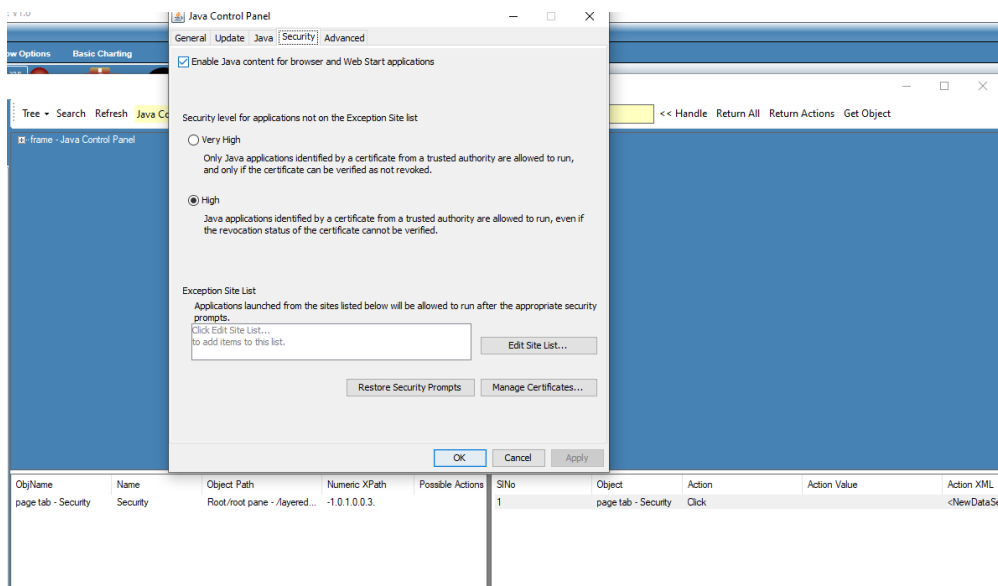 : V1.0
Java Control Panel
General Update Java Security Advanced
ow Options Basic Charting
Enable Java content for browser and Web Start applications
Tree Search Refresh Java Co
<< Handle Return All Return Actions Get Object
Security level for applications not on the Exception Site list
frame - Java Control Panel
Very High
Only Java applications identified by a certificate from a trusted authority are allowed to run,
and only if the certificate can be verified as not revoked.
High
Java applications identified by a certificate from a trusted authority are allowed to run, even if
the revocation status of the certificate cannot be verified.
Exception Site List
Applications launched from the sites listed below will be allowed to run after the appropriate security
prompts.
Click Edit Site List...
to add items to this list.
Edit Site List...
Restore Security Prompts Manage Certificates...
OK Cancel Apply
ObjName Name Object Path Numeric XPath Possible Actions
page tab - Security Security Root/root pane - /layered... -1.0.1.0.0.3.
SlNo Object Action Action Value Action XML
1 page tab - Security Click <NewDataSe